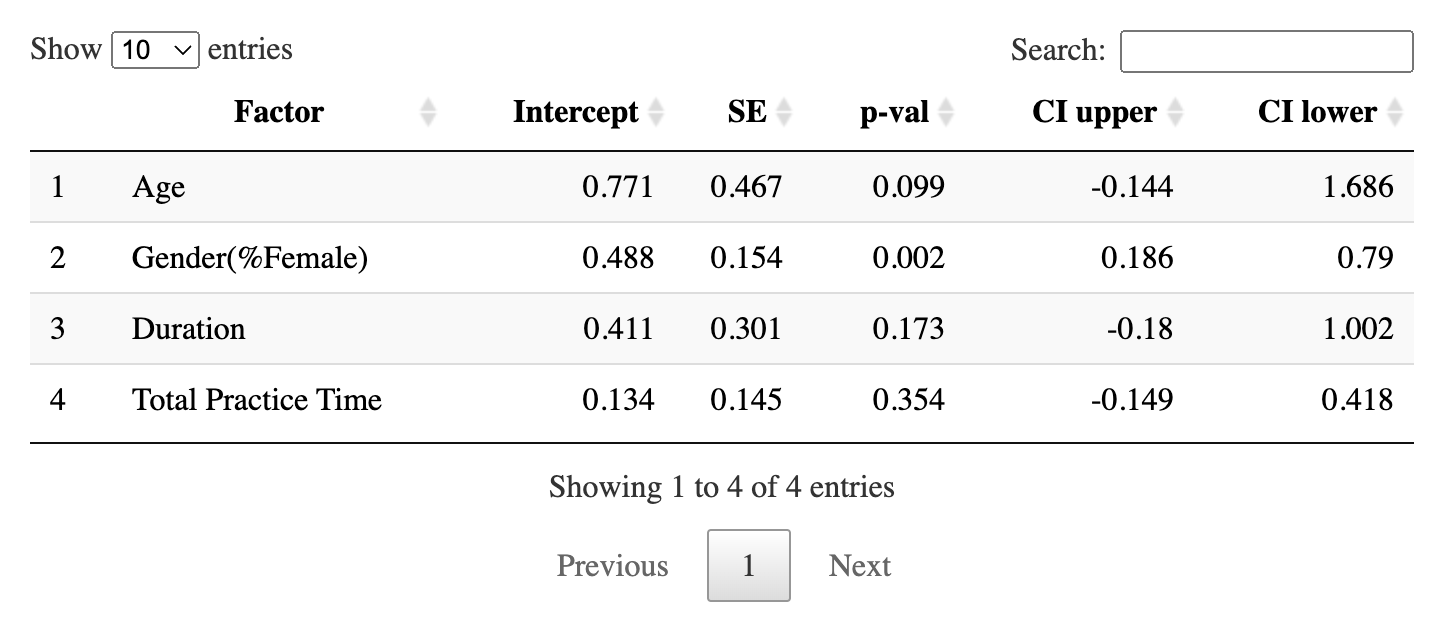 Show 10 entries Search:
Factor Intercept SE p-val CI upper CI lower
1 Age 0.771 0.467 0.099 -0.144 1.686
2 Gender(%Female) 0.488 0.154 0.002 0.186 0.79
3 Duration 0.411 0.301 0.173 -0.18 1.002
4 Total Practice Time 0.134 0.145 0.354 -0.149 0.418
Showing 1 to 4 of 4 entries
Previous 1 Next